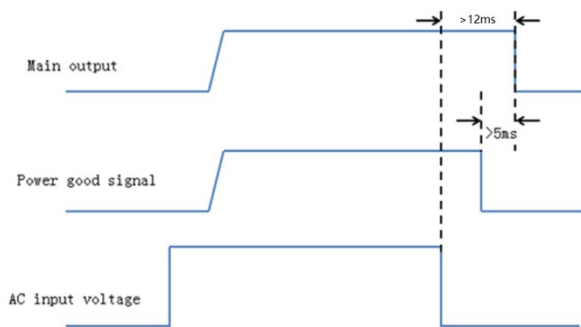 >12ms
Main output
>5ms
Power good signal
AC input voltage